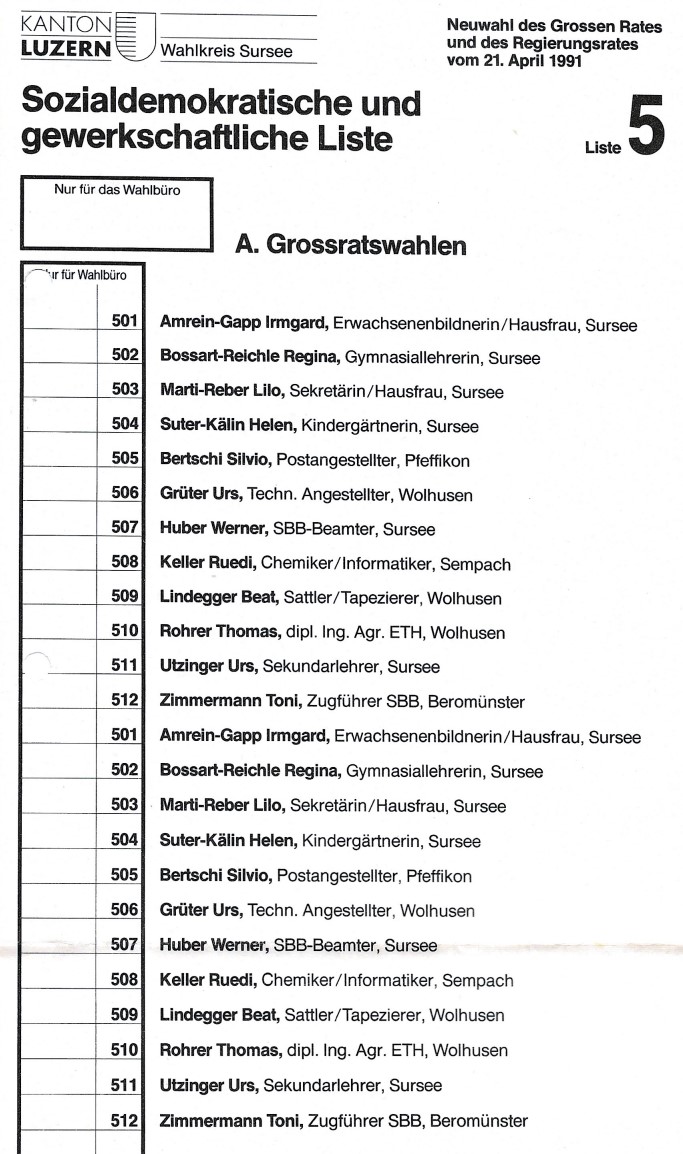 KANTON
LUZERN
Wahlkreis Sursee
Neuwahl des Grossen Rates
und des Regierungsrates
vom 21. April 1991
Sozialdemokratische und
gewerkschaftliche Liste
Liste 5
Nur für das Wahlbüro
A. Grossratswahlen
ur für Wahlbüro
501 Amrein-Gapp Irmgard, Erwachsenenbildnerin/Hausfrau, Sursee
502 Bossart-Reichle Regina, Gymnasiallehrerin, Sursee
503 Marti-Reber Lilo, Sekretärin/Hausfrau, Sursee
504 Suter-Kälin Helen, Kindergärtnerin, Sursee
505 Bertschi Silvio, Postangestellter, Pfeffikon
506 Grüter Urs, Techn. Angestellter, Wolhusen
507 Huber Werner, SBB-Beamter, Sursee
508 Keller Ruedi, Chemiker/Informatiker, Sempach
509 Lindegger Beat, Sattler/Tapezierer, Wolhusen
510 Rohrer Thomas, dipl. Ing. Agr. ETH, Wolhusen
511 Utzinger Urs, Sekundarlehrer, Sursee
512 Zimmermann Toni, Zugführer SBB, Beromünster
501 Amrein-Gapp Irmgard, Erwachsenenbildnerin/Hausfrau, Sursee
502 Bossart-Reichle Regina, Gymnasiallehrerin, Sursee
503 Marti-Reber Lilo, Sekretärin/Hausfrau, Sursee
504 Suter-Kälin Helen, Kindergärtnerin, Sursee
505 Bertschi Silvio, Postangestellter, Pfeffikon
506 Grüter Urs, Techn. Angestellter, Wolhusen
507 Huber Werner, SBB-Beamter, Sursee
508 Keller Ruedi, Chemiker/Informatiker, Sempach
509 Lindegger Beat, Sattler/Tapezierer, Wolhusen
510 Rohrer Thomas, dipl. Ing. Agr. ETH, Wolhusen
511 Utzinger Urs, Sekundarlehrer, Sursee
512 Zimmermann Toni, Zugführer SBB, Beromünster